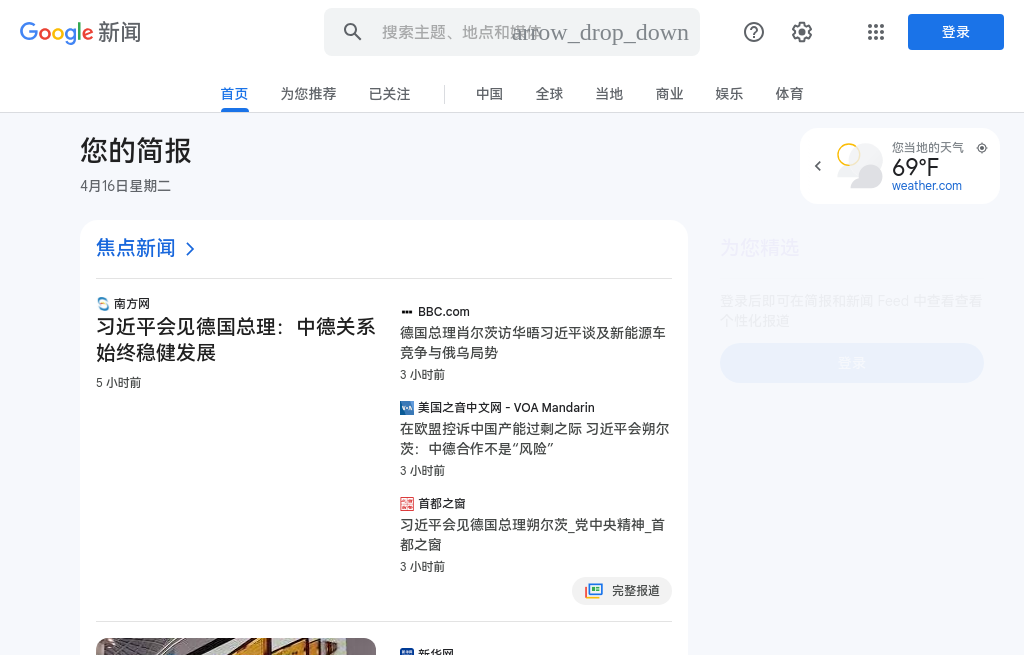 Google 新闻
搜索主题、地点和媒体
arrow_drop_down
登录
首页
为您推荐
已关注
中国
全球
当地
商业
娱乐
体育
您的简报
4月16日星期二
您当地的天气
69°F
weather.com
焦点新闻
南方网
习近平会见德国总理：中德关系
始终稳健发展
5 小时前
BBC.com
德国总理肖尔茨访华晤习近平谈及新能源车
竞争与俄乌局势
3 小时前
美国之音中文网 - VOA Mandarin
在欧盟控诉中国产能过剩之际 习近平会朔尔
茨：中德合作不是“风险”
3 小时前
首都之窗
习近平会见德国总理朔尔茨_党中央精神_首
都之窗
3 小时前
完整报道
新华网
为您精选
登录后即可在简报和新闻 Feed 中查看查看
个性化报道
登录